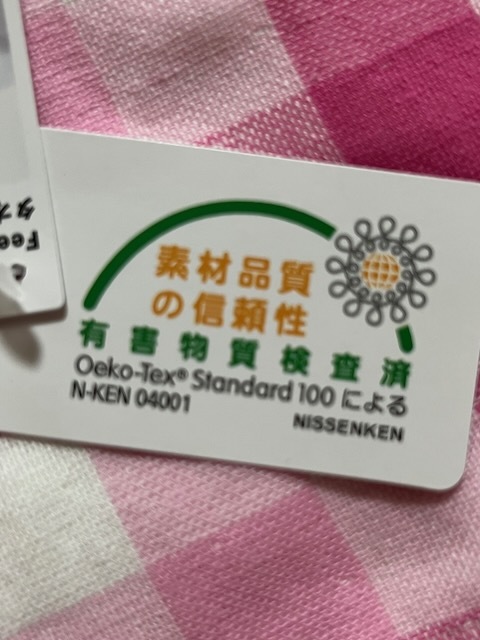 素材品質
の信頼性
有害物質検査済
Oeko-Tex® Standard 100 による
N-KEN 04001
NISSENKEN
Fee